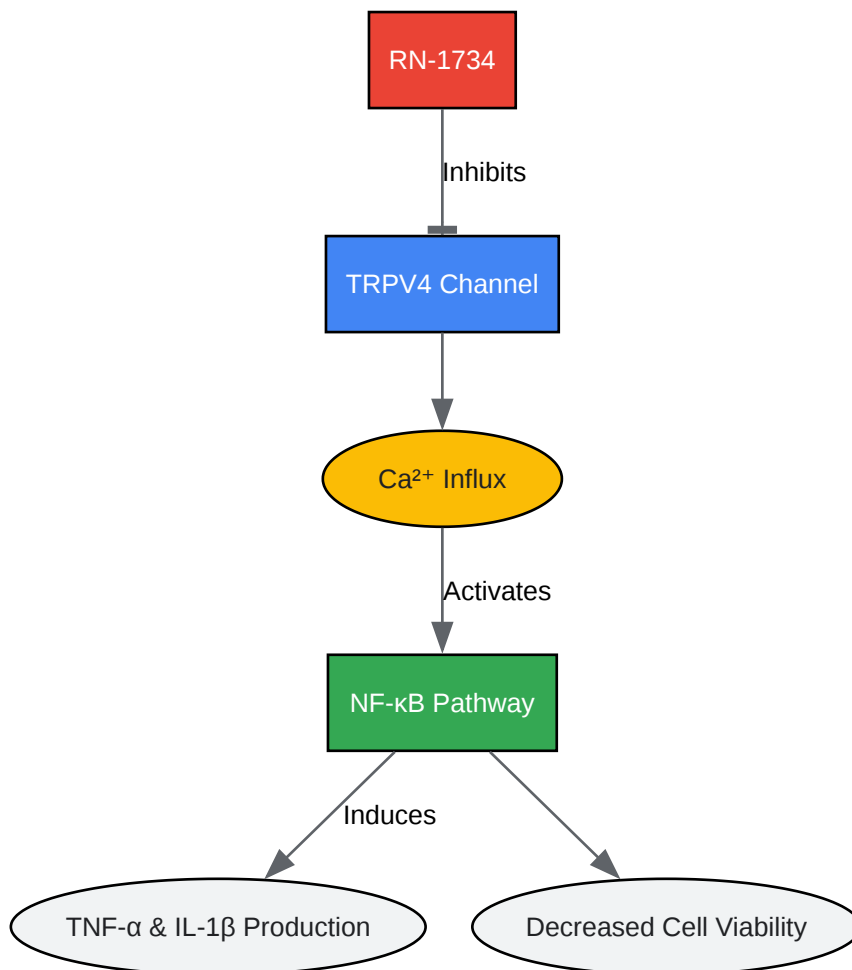 RN-1734
Inhibits
TRPV4 Channel
Ca²⁺ Influx
Activates
NF-κB Pathway
Induces
TNF-α & IL-1β Production
Decreased Cell Viability